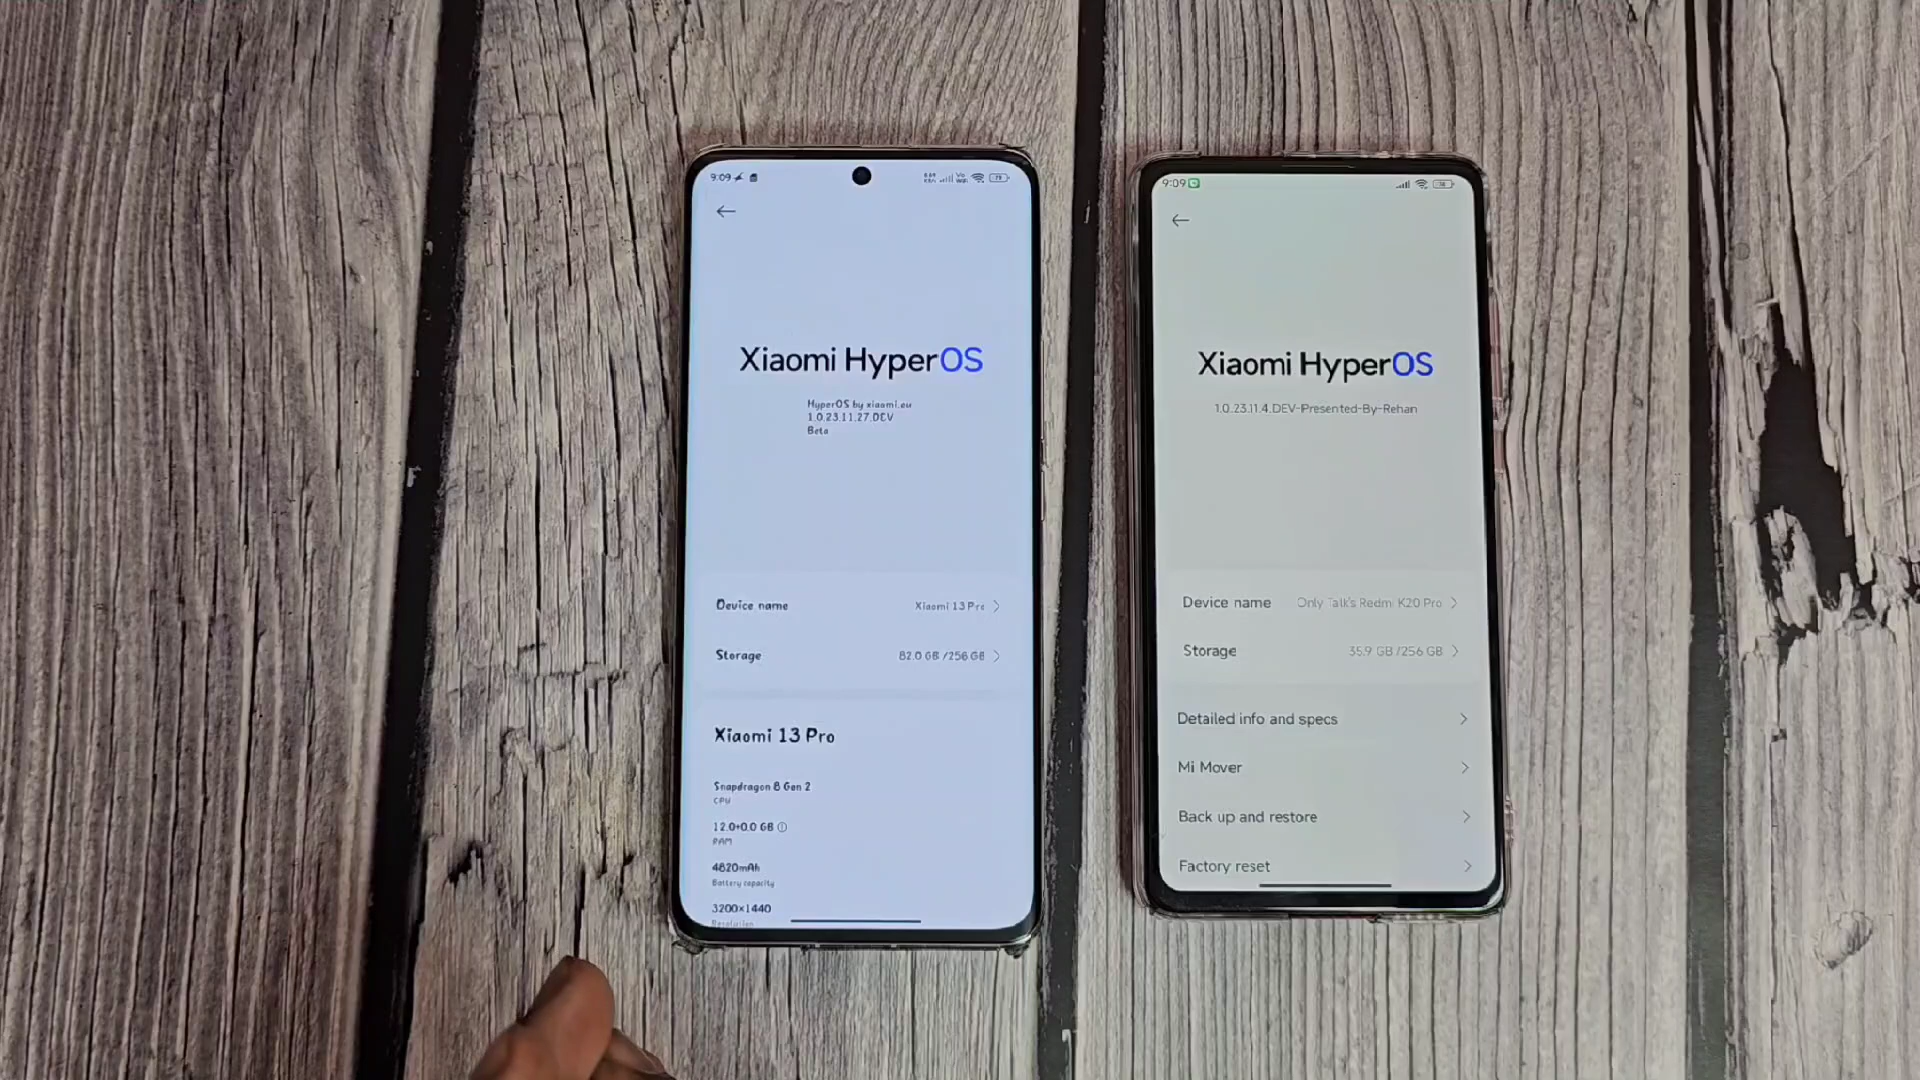 9:09
Xiaomi HyperOS
HyperOS by xiaomi.eu
1.0.23.11.27.DEV
Beta
Device name
Xiaomi 13 Pro
Storage
82.0 GB /256 GB
Xiaomi 13 Pro
Snapdragon 8 Gen 2
CPU
12.0+0.0 GB
RAM
4820mAh
Battery capacity
3200×1440
Resolution
9:09
Xiaomi HyperOS
1.0.23.11.4.DEV-Presented-By-Rehan
Device name
Only Talk's Redmi K20 Pro
Storage
35.9 GB /256 GB
Detailed info and specs
Mi Mover
Back up and restore
Factory reset